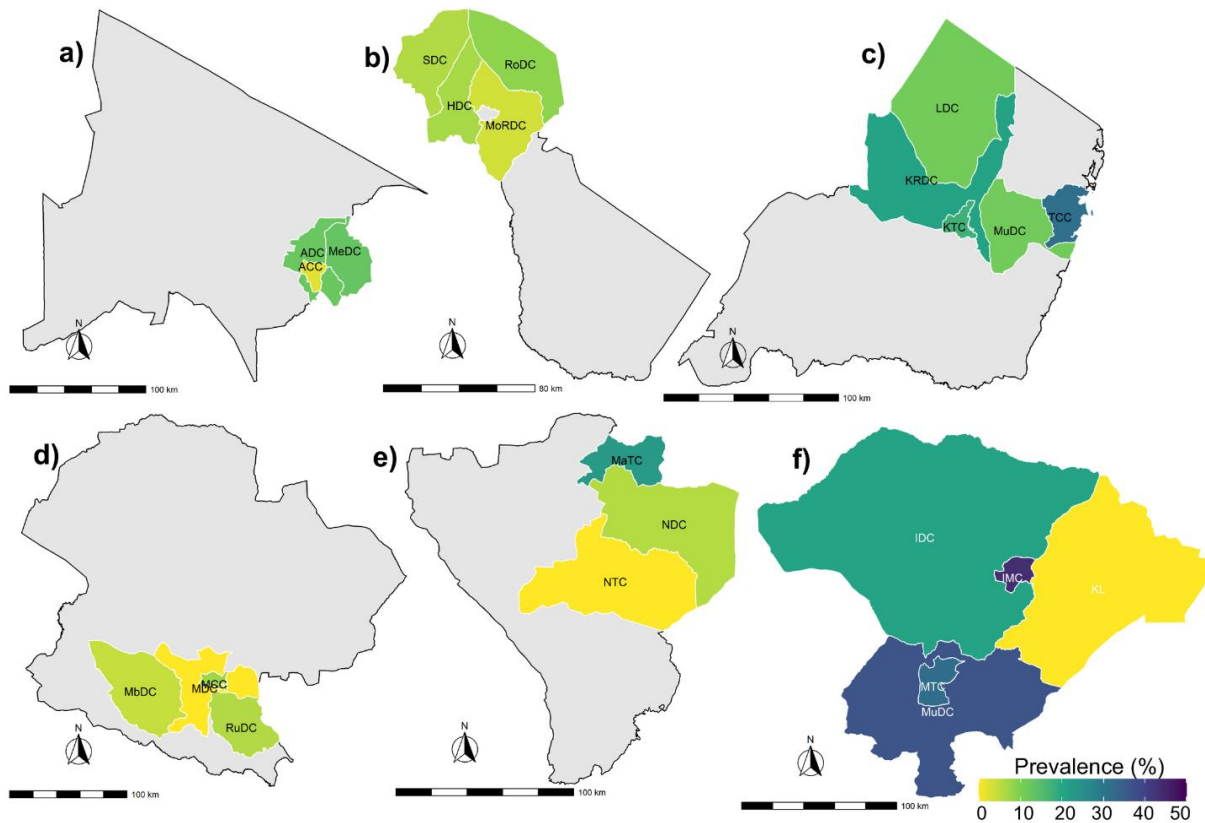 a)
ADC
MeDC
ACC
N
100 km
b)
SDC
RoDC
HDC
MoRDC
N
80 km
c)
LDC
KRDC
KTC
MuDC
TCC
N
100 km
d)
MbDC
MDC
MCC
RuDC
N
100 km
e)
MaTC
NDC
NTC
N
100 km
f)
IDC
IMC
KL
MTC
MuDC
N
100 km
Prevalence (%)
0 10 20 30 40 50